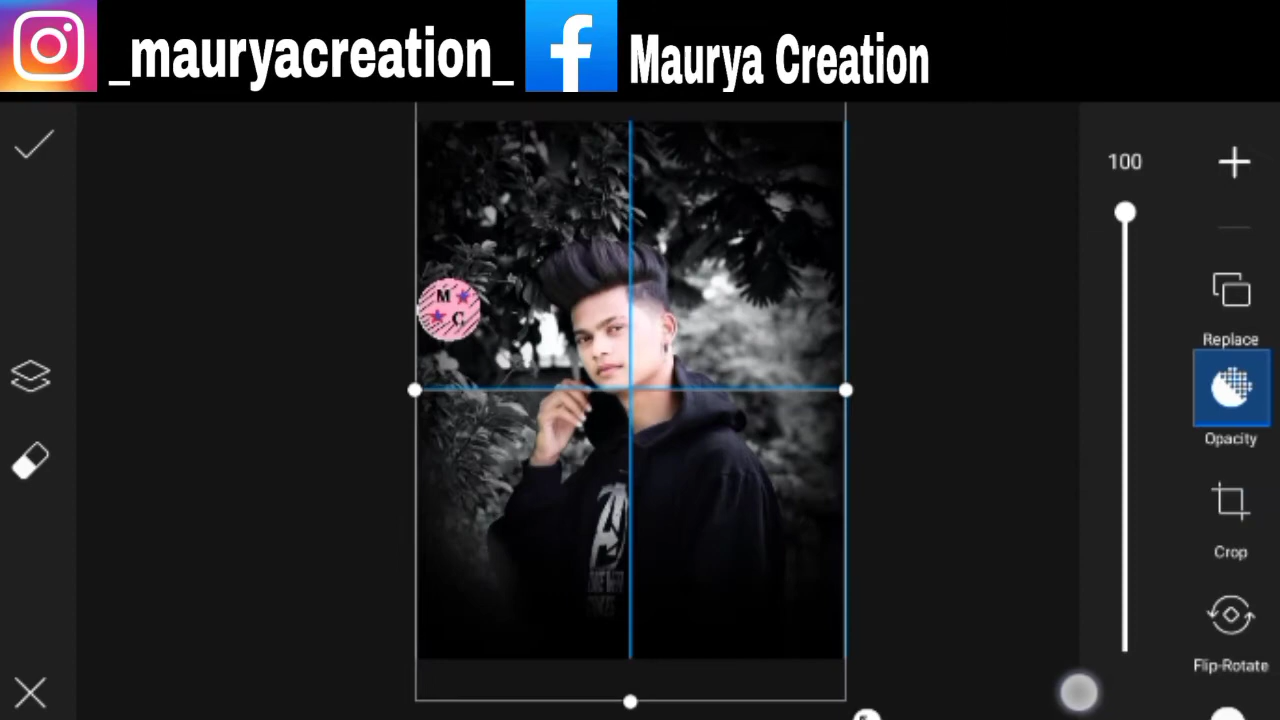 _mauryacreation_ Maurya Creation
100
Replace
Opacity
Crop
Flip-Rotate
M
C